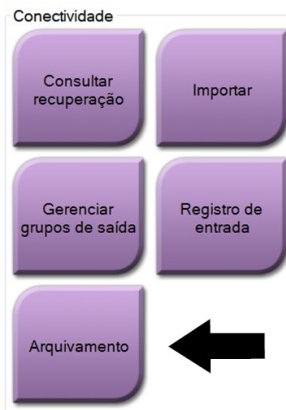 Conectividade
Consultar
recuperação
Importar
Gerenciar
grupos de saída
Registro de
entrada
Arquivamento